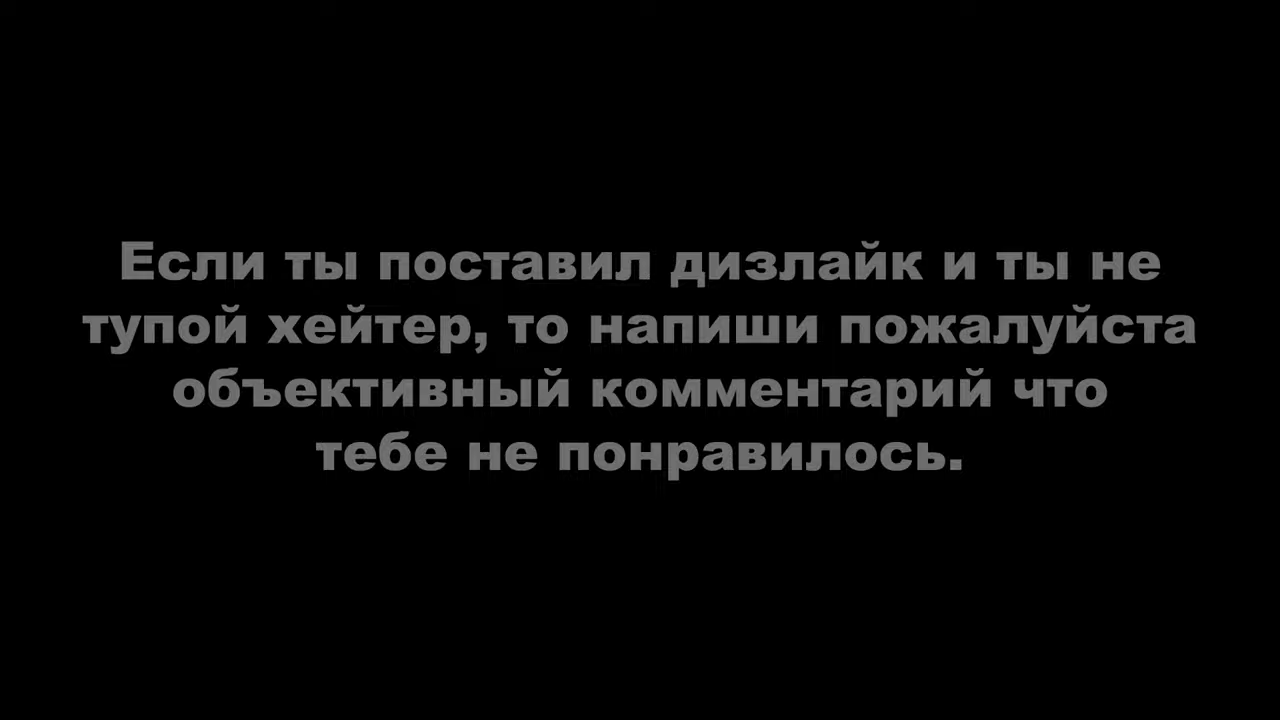 Если ты поставил дизлайк и ты не
тупой хейтер, то напиши пожалуйста
объективный комментарий что
тебе не понравилось.